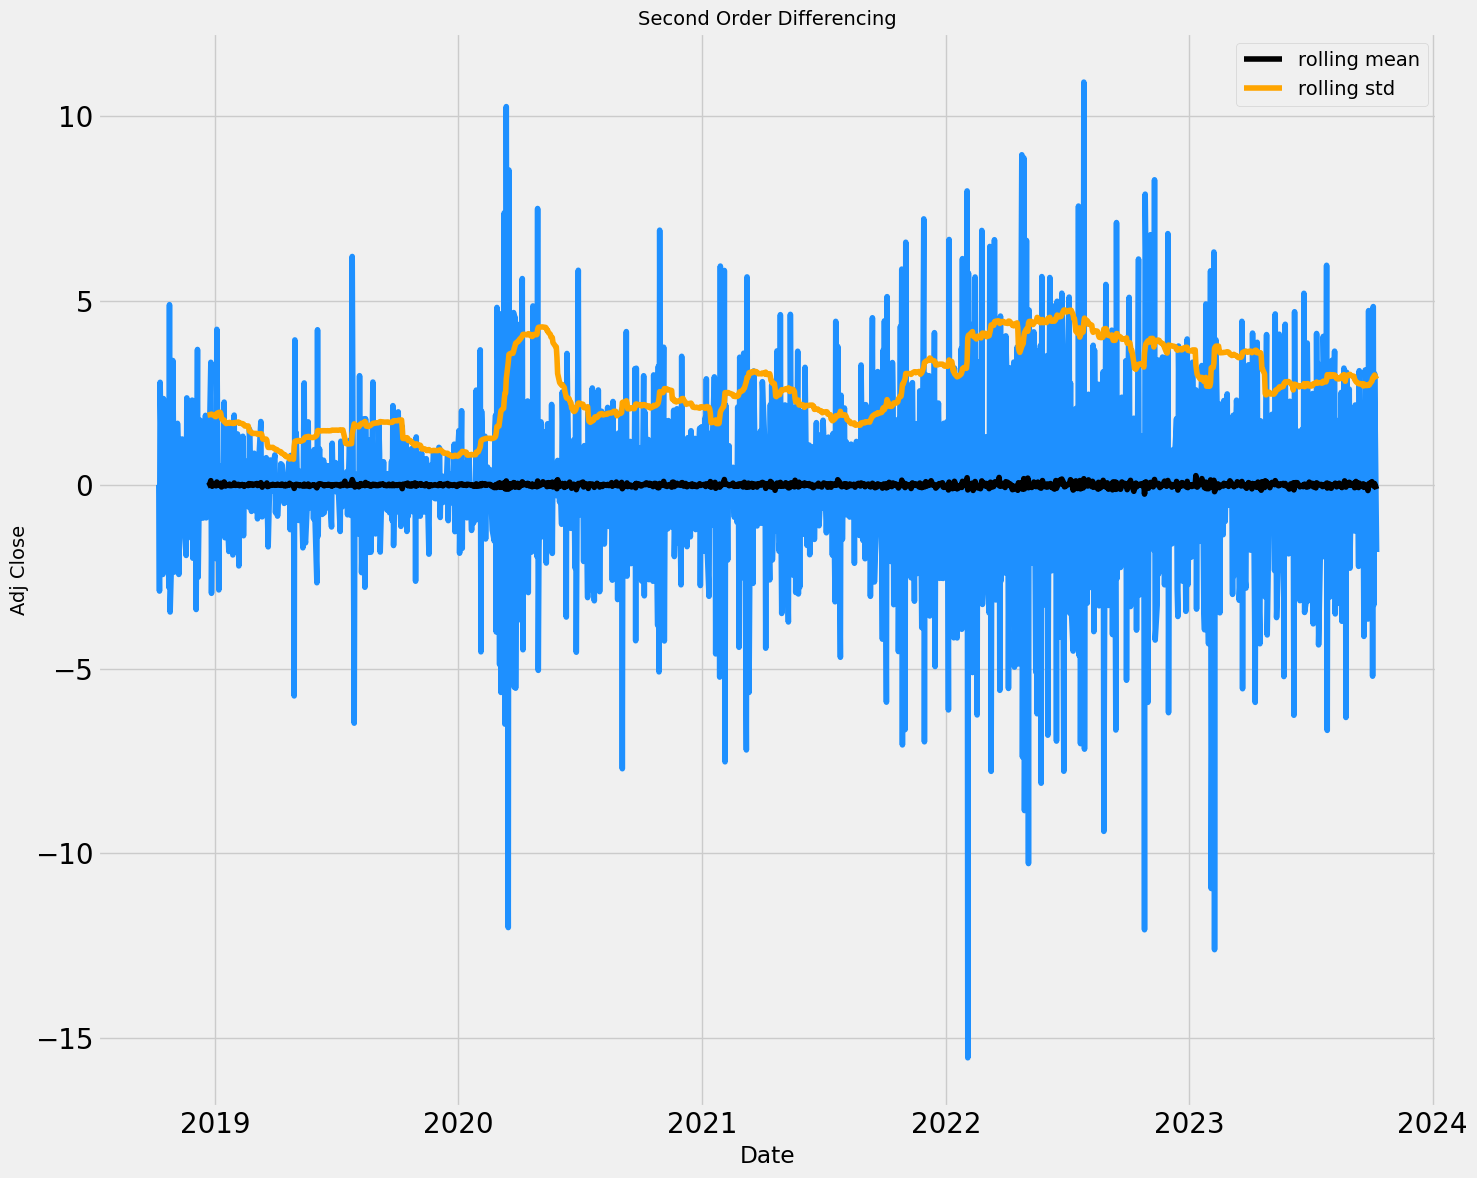 Second Order Differencing
rolling mean
rolling std
10
5
0
−5
−10
−15
Adj Close
2019 2020 2021 2022 2023 2024
Date